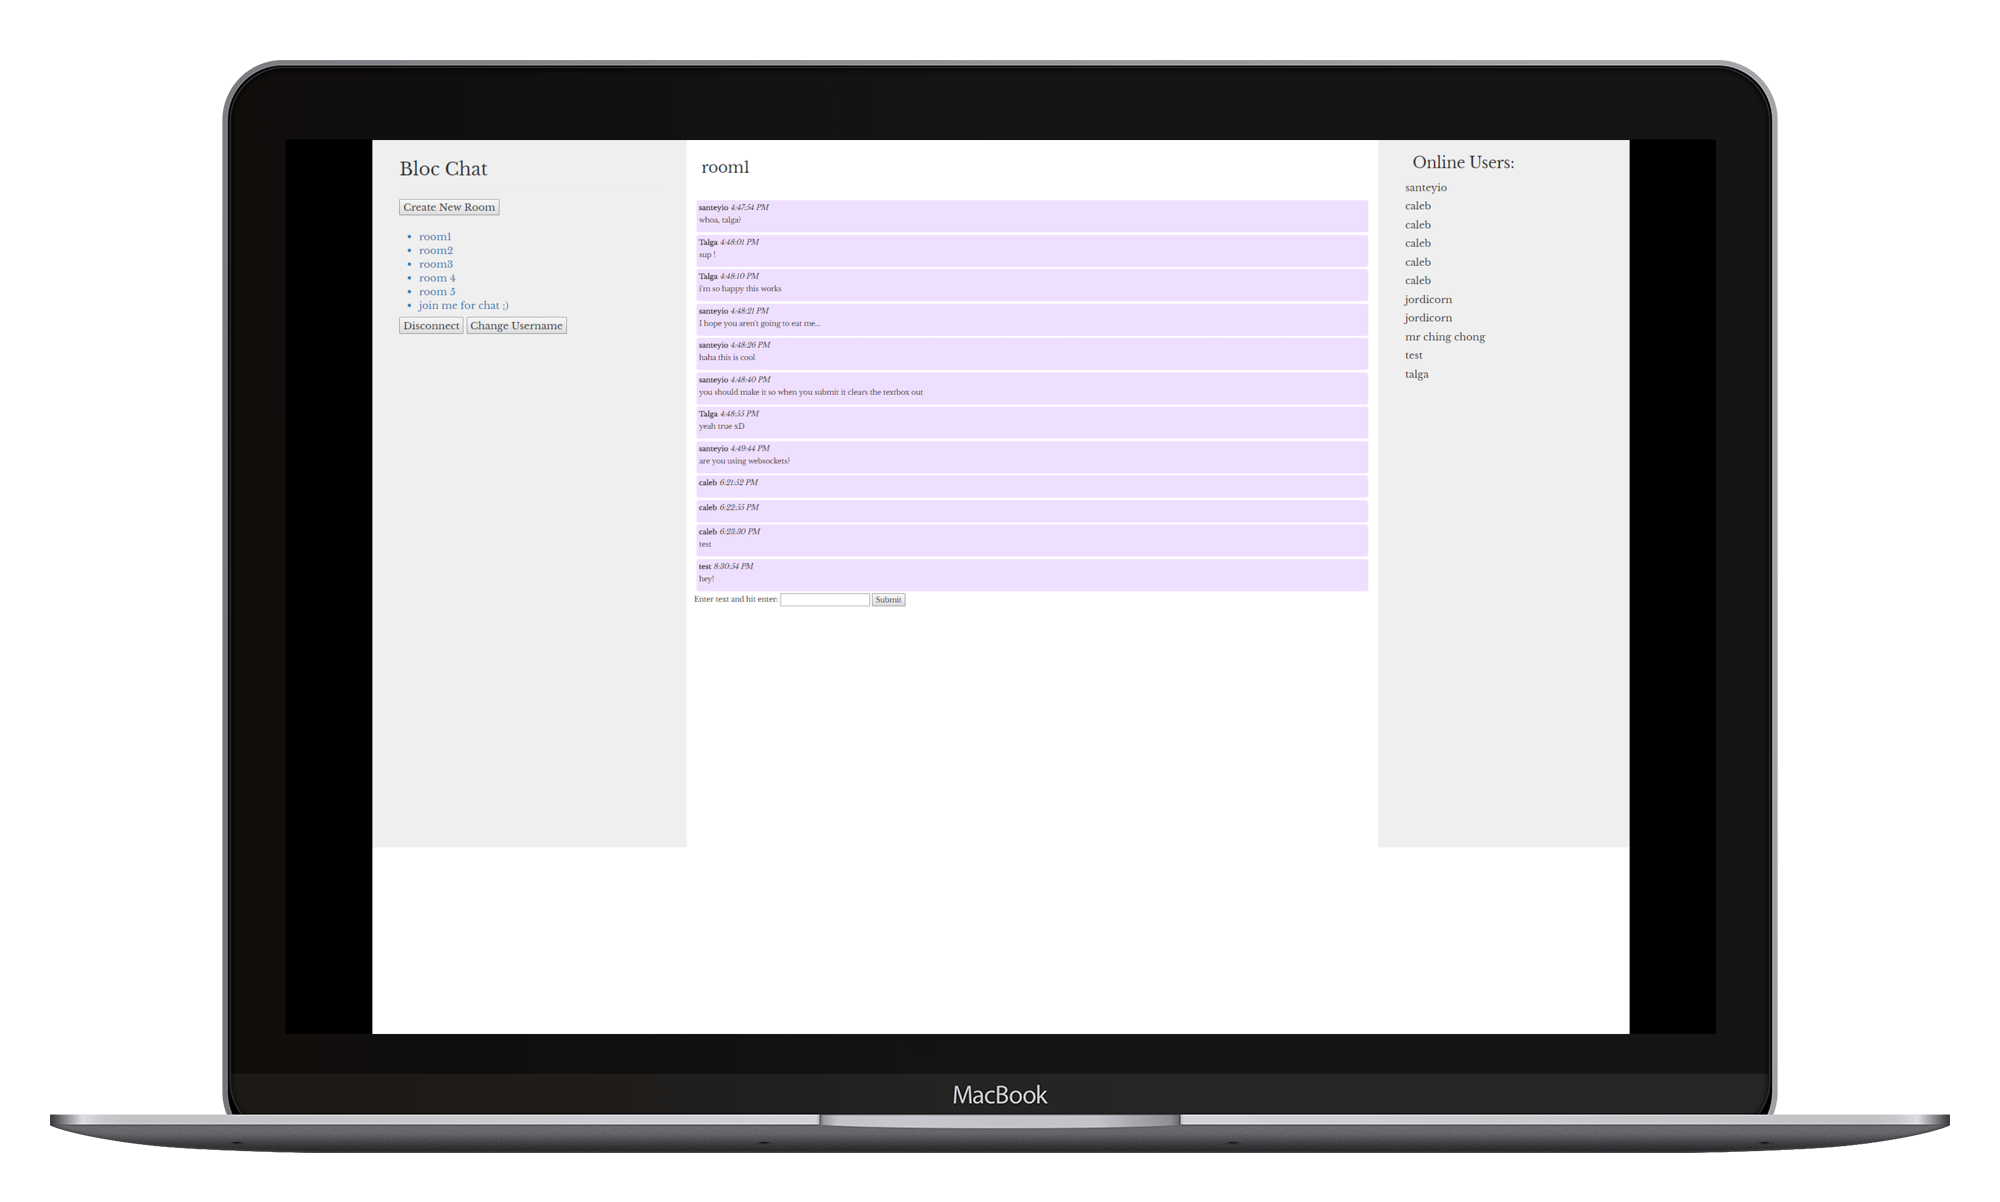 Bloc Chat
Create New Room
room1
room2
room3
room 4
room 5
join me for chat ;)
Disconnect Change Username
room1
santeyio 4:47:54 PM
whoa, talga?
Talga 4:48:01 PM
sup !
Talga 4:48:10 PM
i'm so happy this works
santeyio 4:48:21 PM
I hope you aren't going to eat me...
santeyio 4:48:26 PM
haha this is cool
santeyio 4:48:40 PM
you should make it so when you submit it clears the textbox out
Talga 4:48:55 PM
yeah true xD
santeyio 4:49:44 PM
are you using websockets?
caleb 6:21:52 PM
caleb 6:22:55 PM
caleb 6:23:30 PM
test
test 8:30:54 PM
hey!
Enter text and hit enter: Submit
Online Users:
santeyio
caleb
caleb
caleb
caleb
caleb
jordicorn
jordicorn
mr ching chong
test
talga
MacBook